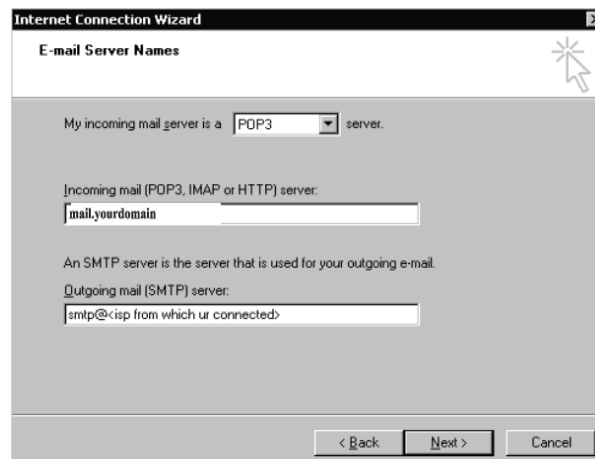 Internet Connection Wizard
E-mail Server Names
My incoming mail server is a POP3 server.
Incoming mail (POP3, IMAP or HTTP) server:
mail.yourdomain
An SMTP server is the server that is used for your outgoing e-mail.
Outgoing mail (SMTP) server:
smtp@<isp from which ur connected>
< Back Next > Cancel